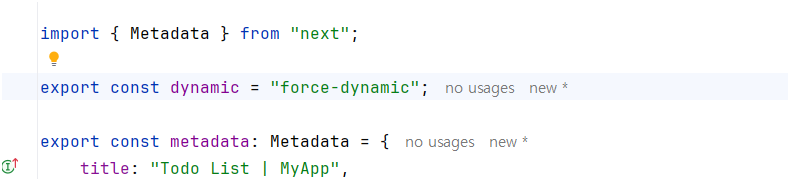 import { Metadata } from "next";
export const dynamic = "force-dynamic"; no usages new *
export const metadata: Metadata = { no usages new *
title: "Todo List | MyApp",